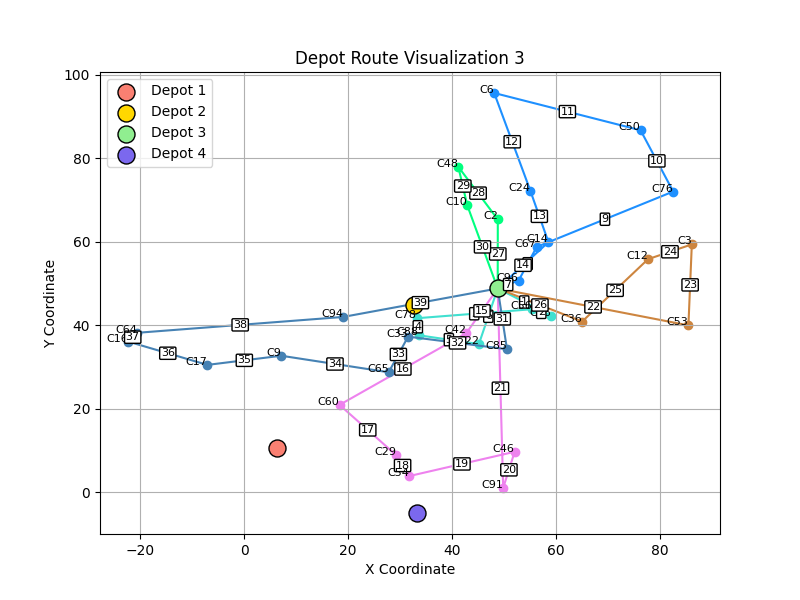 Depot Route Visualization 3
Depot 1
Depot 2
Depot 3
Depot 4
100
80
60
40
20
0
Y Coordinate
−20
0
20
40
60
80
X Coordinate
C6
11
C50
12
10
C48
29
28
C24
C76
C10
C2
13
9
30
27
C14
C67
C3
24
C12
14
23
C96
7
25
39
26
22
C94
C78
15
31
C36
C53
38
4
C64
37
C33
C42
32
C85
36
33
C17
35
C9
34
C65
16
21
C60
17
C29
18
C46
19
20
C91